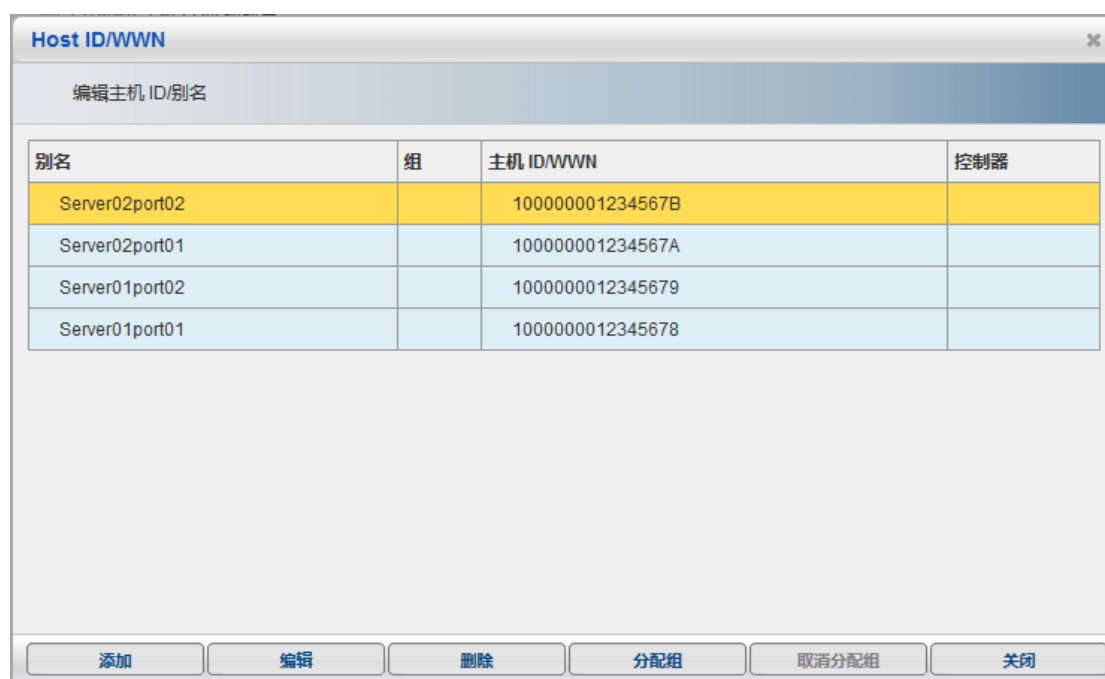 Host ID/WWN
编辑主机 ID/别名
别名 组 主机 ID/WWN 控制器
Server02port02 100000001234567B
Server02port01 100000001234567A
Server01port02 1000000012345679
Server01port01 1000000012345678
添加 编辑 删除 分配组 取消分配组 关闭